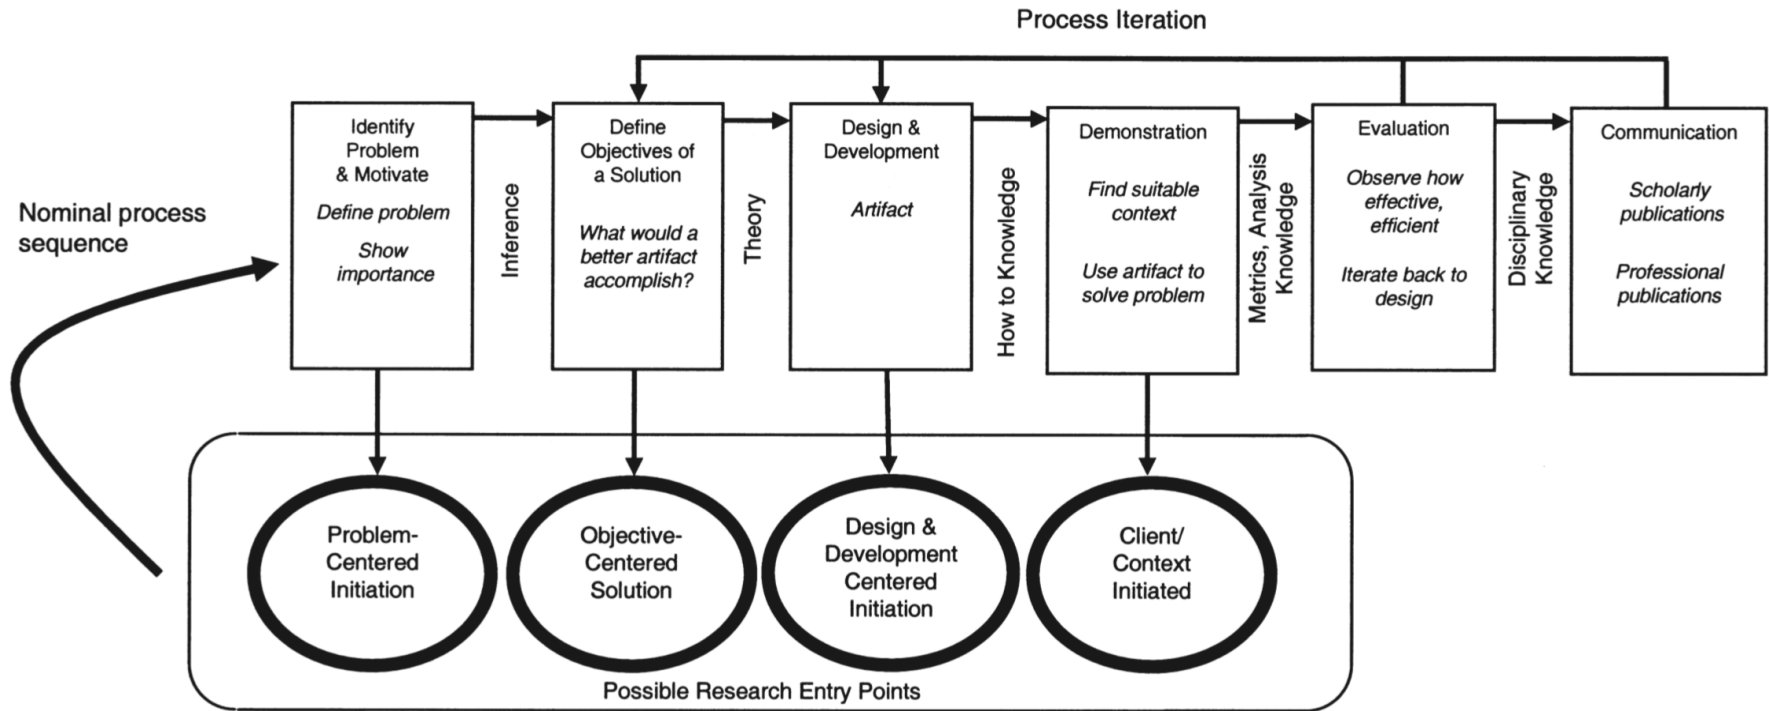 Process Iteration
Nominal process
sequence
Identify
Problem
& Motivate
Define problem
Show
importance
Inference
Define
Objectives of
a Solution
What would a
better artifact
accomplish?
Theory
Design &
Development
Artifact
How to Knowledge
Demonstration
Find suitable
context
Use artifact to
solve problem
Metrics, Analysis
Knowledge
Evaluation
Observe how
effective,
efficient
Iterate back to
design
Disciplinary
Knowledge
Communication
Scholarly
publications
Professional
publications
Problem-
Centered
Initiation
Objective-
Centered
Solution
Design &
Development
Centered
Initiation
Client/
Context
Initiated
Possible Research Entry Points